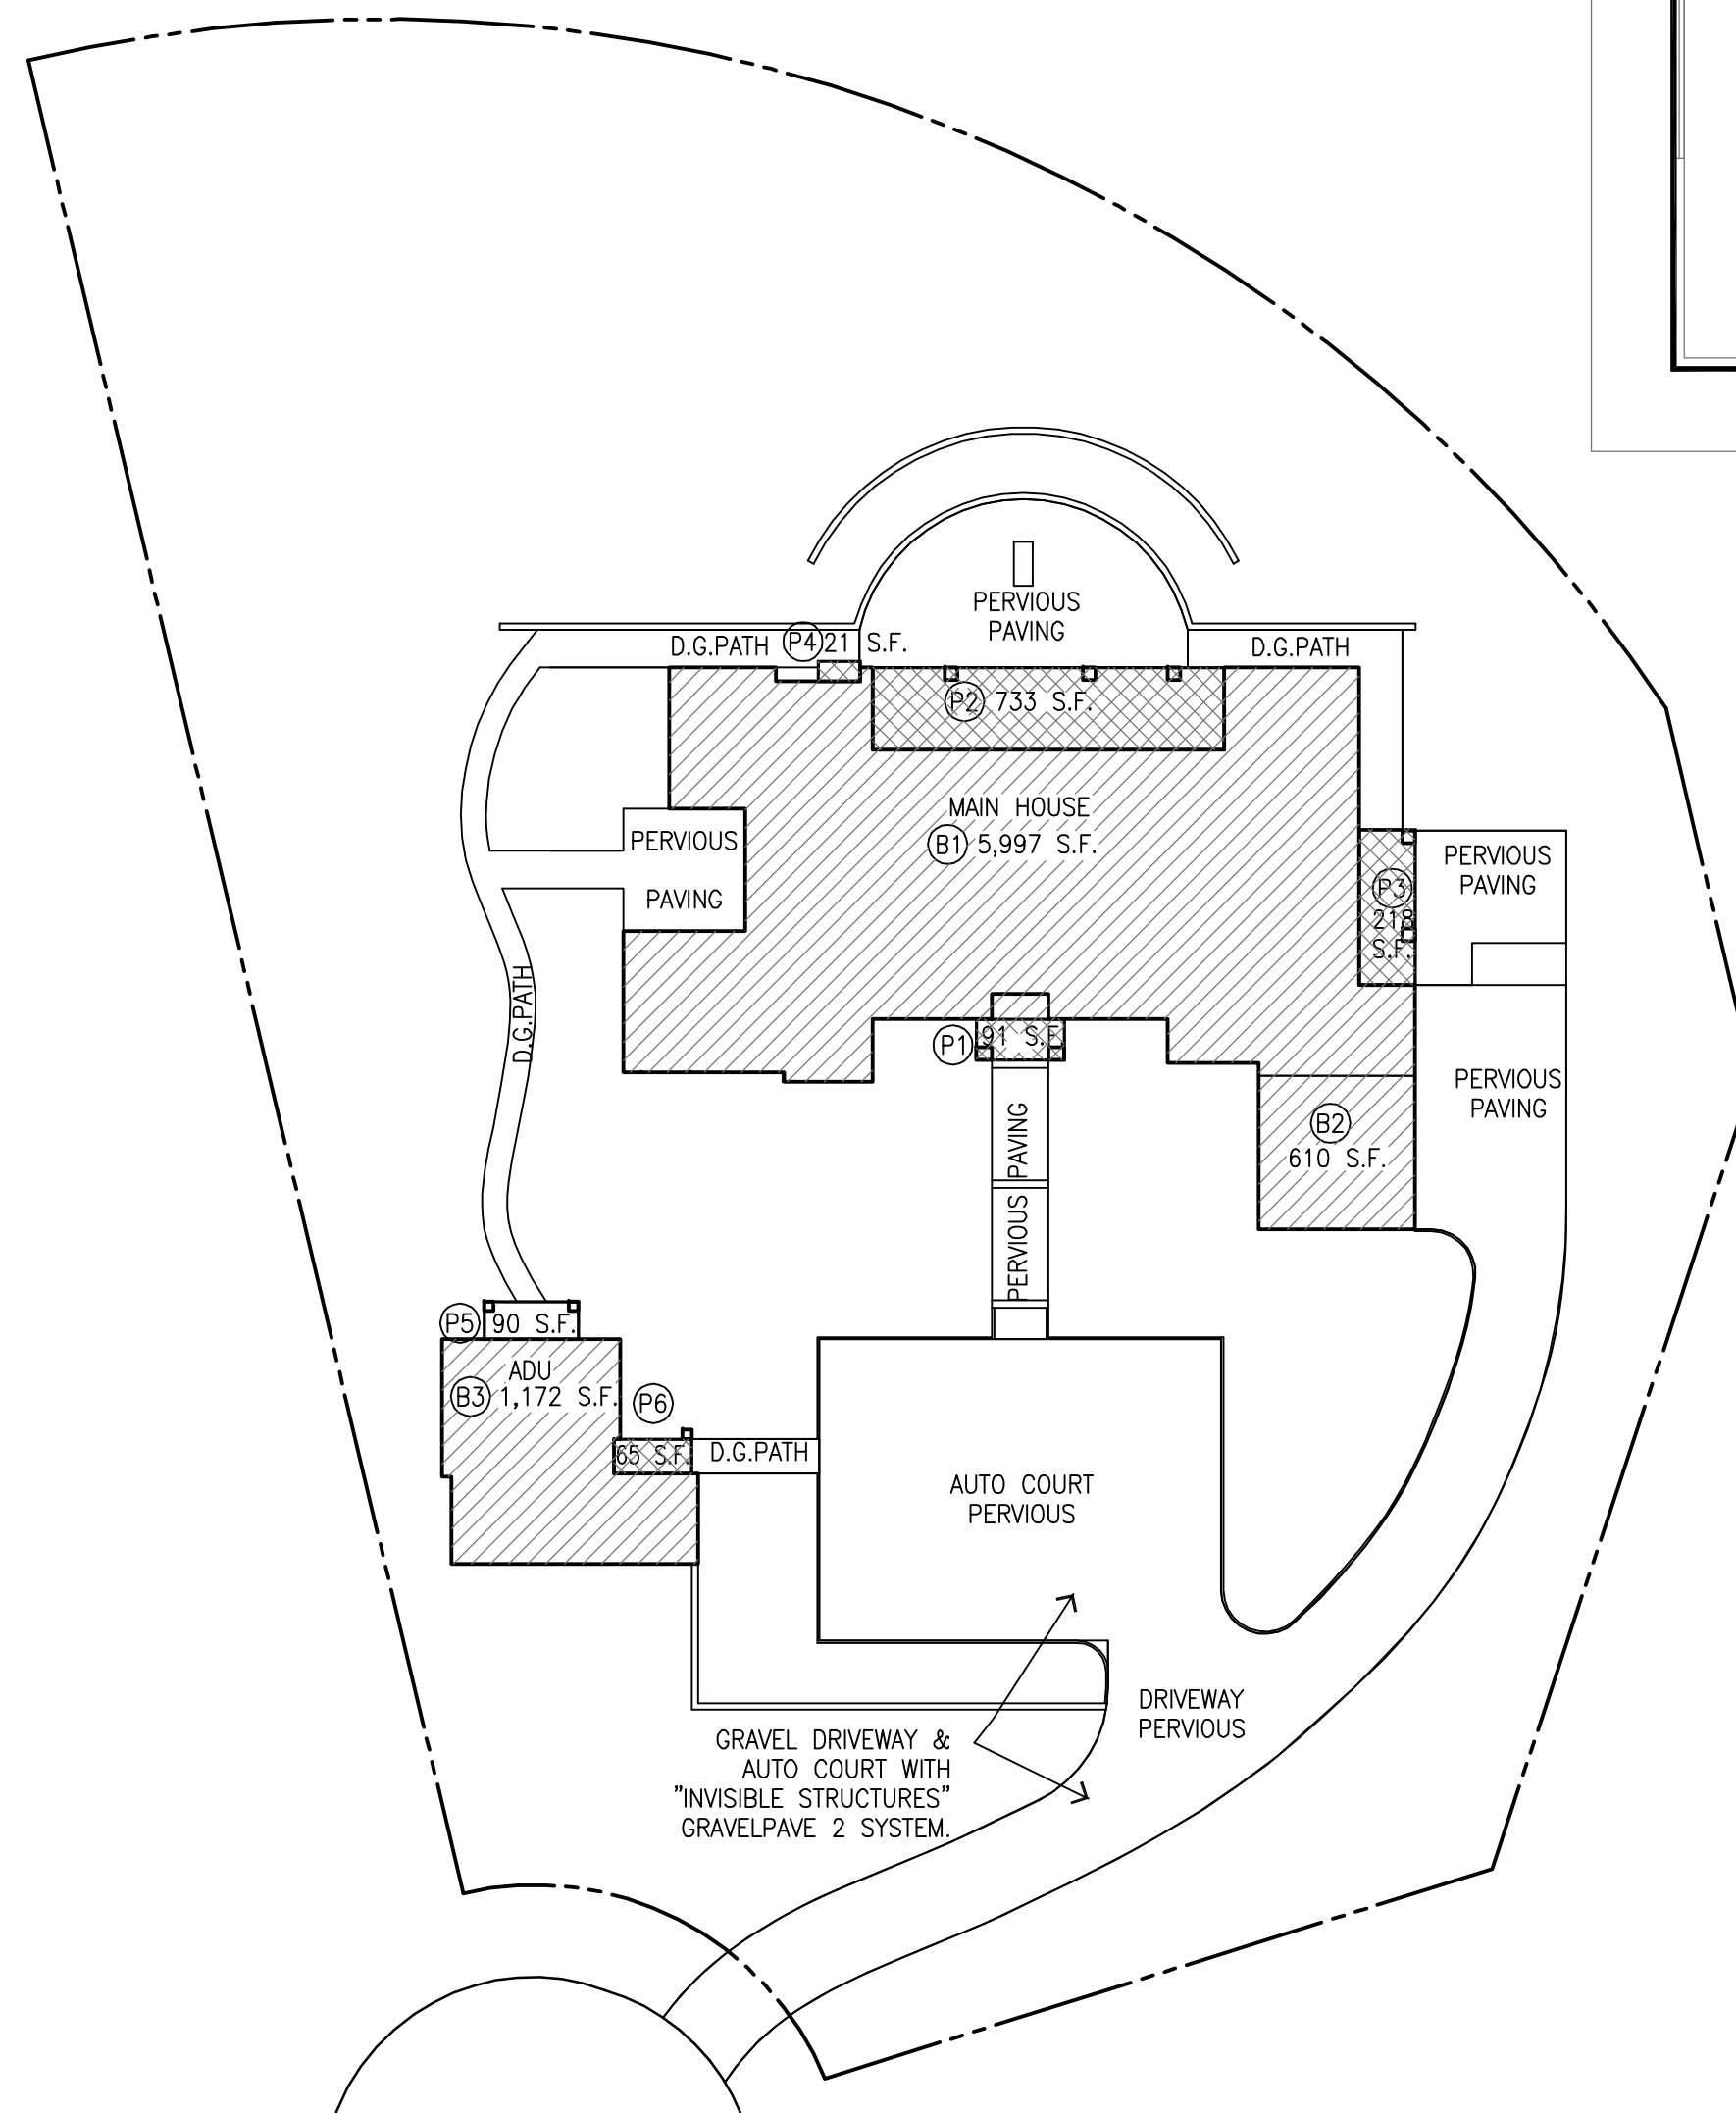 PERVIOUS
PAVING
D.G.PATH P4 21 S.F.
D.G.PATH
P2 733 S.F.
MAIN HOUSE
B1 5,997 S.F.
PERVIOUS
PAVING
PERVIOUS
PAVING
P3
218
S.F.
D.G.PATH
P1 91 S.F.
PERVIOUS
PAVING
B2
610 S.F.
PERVIOUS PAVING
P5 90 S.F.
ADU
B3 1,172 S.F.
P6
65 S.F.
D.G.PATH
AUTO COURT
PERVIOUS
DRIVEWAY
PERVIOUS
GRAVEL DRIVEWAY &
AUTO COURT WITH
"INVISIBLE STRUCTURES"
GRAVELPAVE 2 SYSTEM.